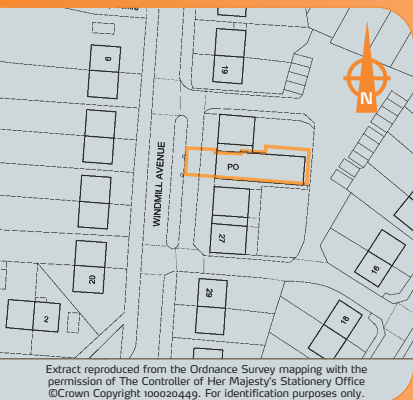 9
19
N
PO
WINDMILL AVENUE
27
20
16
29
2
18
Extract reproduced from the Ordnance Survey mapping with the
permission of The Controller of Her Majesty's Stationery Office
©Crown Copyright 100020449. For identification purposes only.